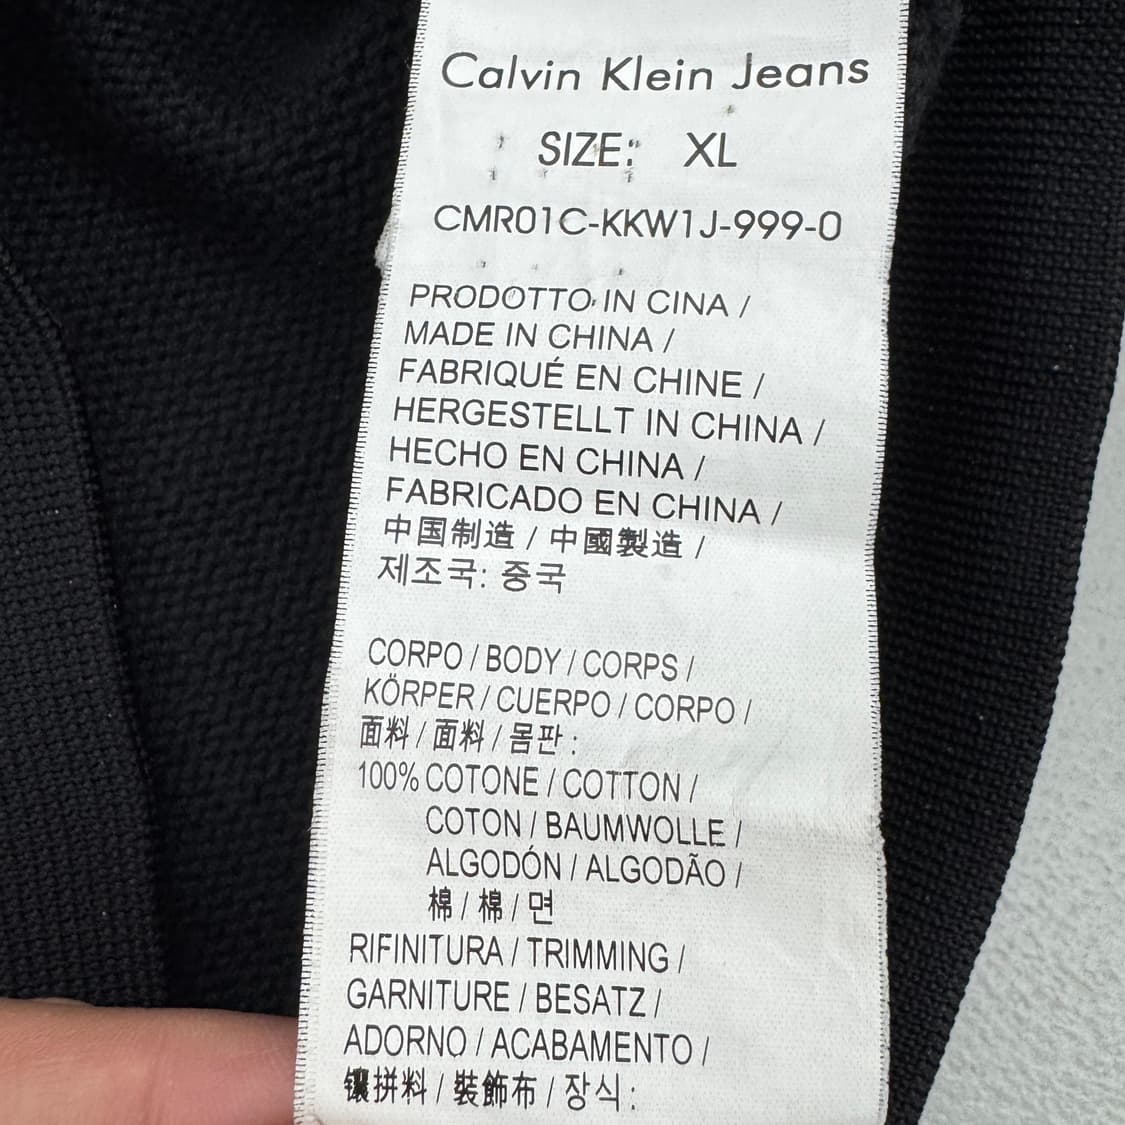 Calvin Klein Jeans
SIZE: XL
CMR01C-KKW1J-999-0
PRODOTTO IN CINA /
MADE IN CHINA /
FABRIQUÉ EN CHINE /
HERGESTELLT IN CHINA /
HECHO EN CHINA /
FABRICADO EN CHINA /
中国制造 / 中國製造 /
제조국: 중국
CORPO / BODY / CORPS /
KÖRPER / CUERPO / CORPO /
面料 / 面料 / 몸판 :
100% COTONE / COTTON /
COTON / BAUMWOLLE /
ALGODÓN / ALGODÃO /
棉 / 棉 / 면
RIFINITURA / TRIMMING /
GARNITURE / BESATZ /
ADORNO / ACABAMENTO /
镶拼料 / 裝飾布 / 장식: